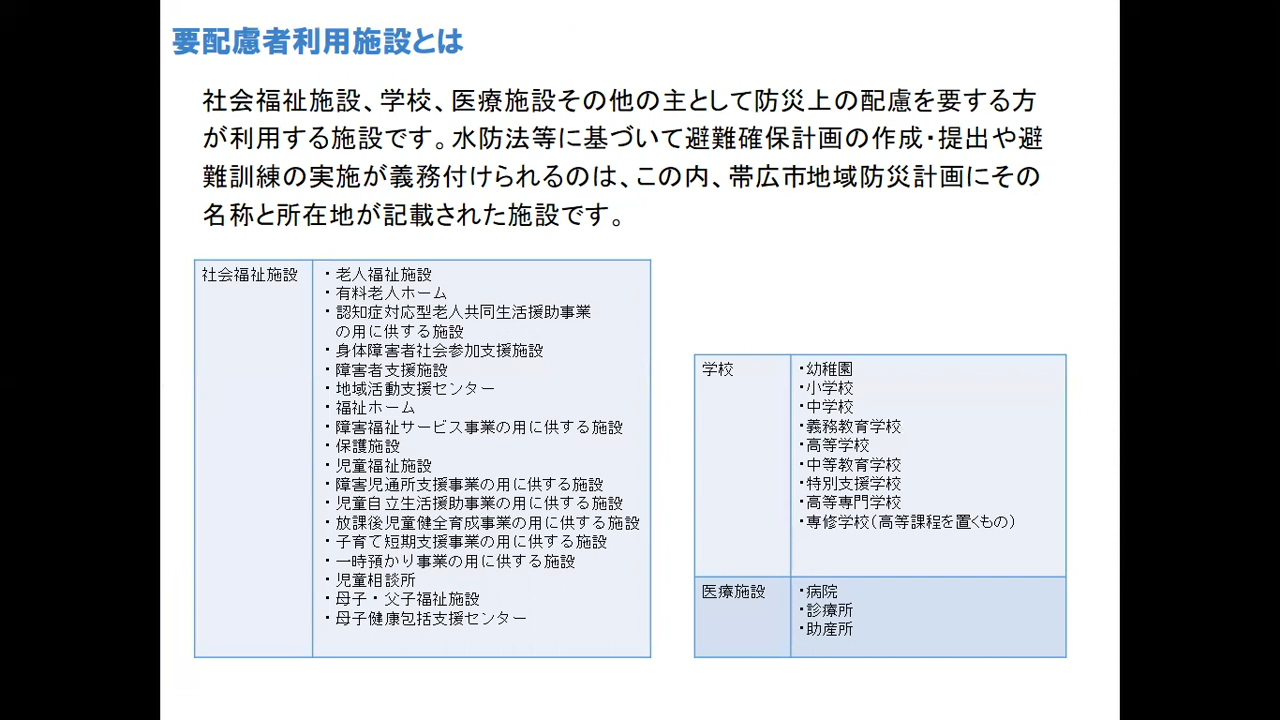 要配慮者利用施設とは
社会福祉施設、学校、医療施設その他の主として防災上の配慮を要する方
が利用する施設です。水防法等に基づいて避難確保計画の作成・提出や避
難訓練の実施が義務付けられるのは、この内、帯広市地域防災計画にその
名称と所在地が記載された施設です。
社会福祉施設
・老人福祉施設
・有料老人ホーム
・認知症対応型老人共同生活援助事業
の用に供する施設
・身体障害者社会参加支援施設
・障害者支援施設
・地域活動支援センター
・福祉ホーム
・障害福祉サービス事業の用に供する施設
・保護施設
・児童福祉施設
・障害児通所支援事業の用に供する施設
・児童自立生活援助事業の用に供する施設
・放課後児童健全育成事業の用に供する施設
・子育て短期支援事業の用に供する施設
・一時預かり事業の用に供する施設
・児童相談所
・母子・父子福祉施設
・母子健康包括支援センター
学校
・幼稚園
・小学校
・中学校
・義務教育学校
・高等学校
・中等教育学校
・特別支援学校
・高等専門学校
・専修学校（高等課程を置くもの）
医療施設
・病院
・診療所
・助産所